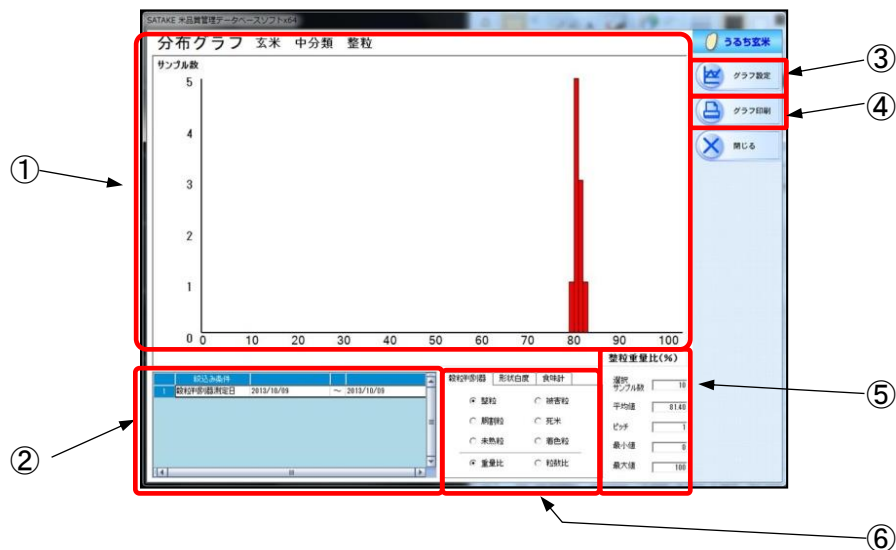 SATAKE 米品質管理データベースソフトx64
分布グラフ 玄米 中分類 整粒
うるち玄米
サンプル数
5
4
3
2
1
0
0 10 20 30 40 50 60 70 80 90 100
グラフ設定
グラフ印刷
閉じる
①
②
③
④
⑤
⑥
絞込み条件
1 穀粒判別器測定日 2013/10/09 ～ 2013/10/09
穀粒判別器 形状白度 食味計
整粒 被害粒
胴割粒 死米
未熟粒 着色粒
重量比 粒数比
整粒重量比(%)
選択
サンプル数 10
平均値 81.40
ピッチ 1
最小値 0
最大値 100